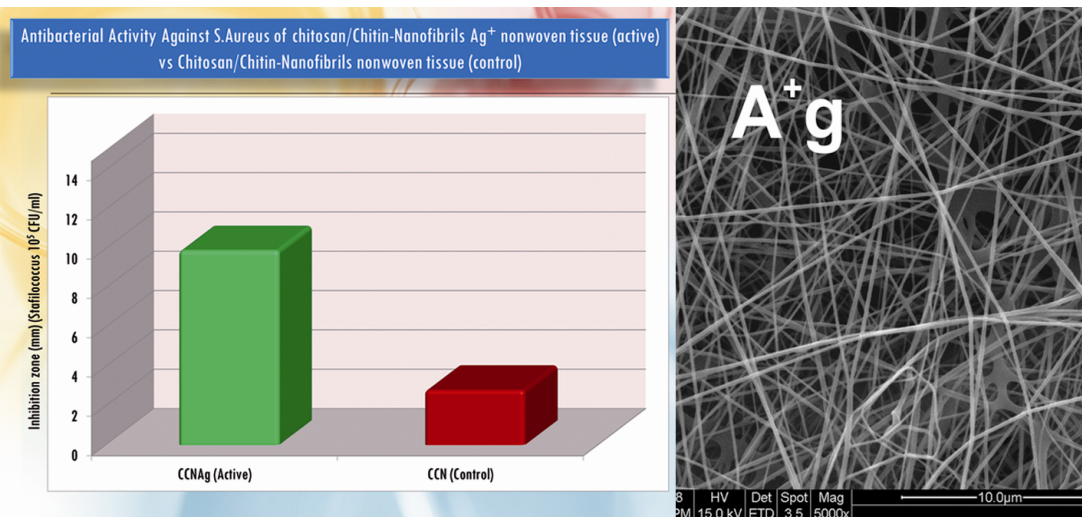 Antibacterial Activity Against S.Aureus of chitosan/Chitin-Nanofibrils Ag⁺ nonwoven tissue (active)
vs Chitosan/Chitin-Nanofibrils nonwoven tissue (control)
Inhibition zone (mm) (Stafilococcus 10⁵ CFU/ml)
14
12
10
8
6
4
2
0
CCNAg (Active)
CCN (Control)
A⁺g
8 HV Det Spot Mag 10.0µm
PM 15.0 kV ETD 3.5 5000x